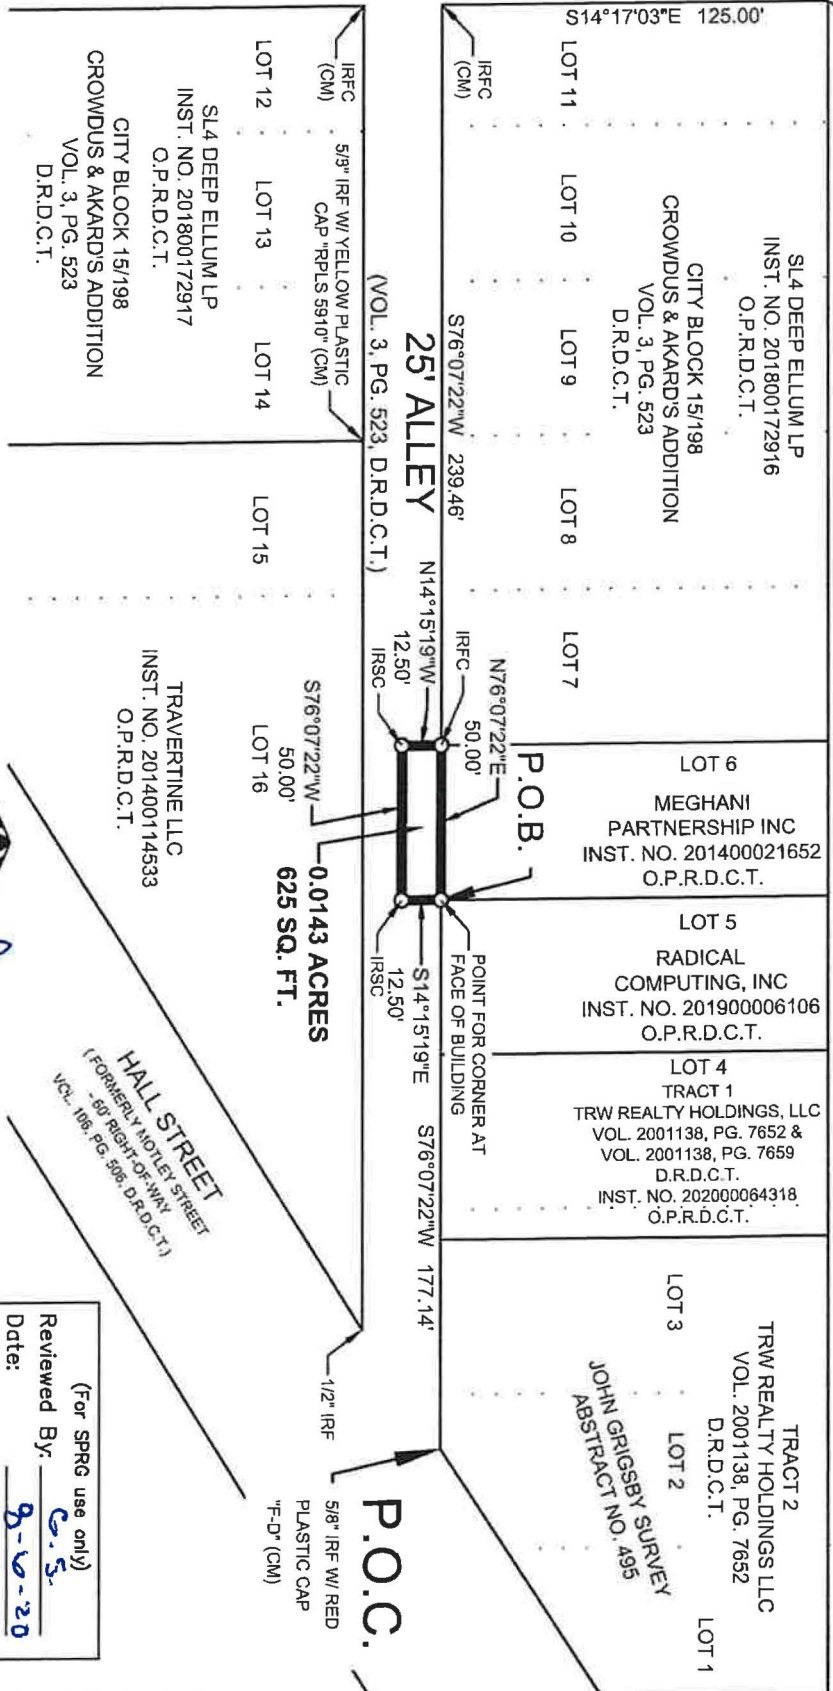 S14°17'03"E 125.00'
LOT 11
LOT 10
LOT 9
LOT 8
LOT 7
SL4 DEEP ELLUM LP
INST. NO. 201800172916
O.P.R.D.C.T.
CITY BLOCK 15/198
CROWDUS & AKARD'S ADDITION
VOL. 3, PG. 523
D.R.D.C.T.
LOT 6
MEGHANI
PARTNERSHIP INC
INST. NO. 201400021652
O.P.R.D.C.T.
LOT 5
RADICAL
COMPUTING, INC
INST. NO. 201900006106
O.P.R.D.C.T.
LOT 4
TRACT 1
TRW REALTY HOLDINGS, LLC
VOL. 2001138, PG. 7652 &
VOL. 2001138, PG. 7659
D.R.D.C.T.
INST. NO. 202000064318
O.P.R.D.C.T.
TRACT 2
TRW REALTY HOLDINGS LLC
VOL. 2001138, PG. 7652
D.R.D.C.T.
LOT 3
LOT 2
LOT 1
JOHN GRIGSBY SURVEY
ABSTRACT NO. 495
IRFC
(CM)
S76°07'22"W 239.46'
25' ALLEY
(VOL. 3, PG. 523, D.R.D.C.T.)
N14°15'19"W
12.50'
IRSC
IRFC
N76°07'22"E
50.00'
P.O.B.
POINT FOR CORNER AT
FACE OF BUILDING
S14°15'19"E
12.50'
IRSC
S76°07'22"W 177.14'
P.O.C.
5/8" IRF W/ RED
PLASTIC CAP
"F-D" (CM)
1/2" IRF
S76°07'22"W
50.00'
LOT 16
0.0143 ACRES
625 SQ. FT.
IRFC
(CM)
5/8" IRF W/ YELLOW PLASTIC
CAP "RPLS 5910" (CM)
LOT 12
LOT 13
LOT 14
LOT 15
SL4 DEEP ELLUM LP
INST. NO. 201800172917
O.P.R.D.C.T.
CITY BLOCK 15/198
CROWDUS & AKARD'S ADDITION
VOL. 3, PG. 523
D.R.D.C.T.
TRAVERTINE LLC
INST. NO. 201400114533
O.P.R.D.C.T.
HALL STREET
(FORMERLY MOTLEY STREET
- 60' RIGHT-OF-WAY
VOL. 106, PG. 506, D.R.D.C.T.)
(For SPRG use only)
Reviewed By: G.S.
Date: